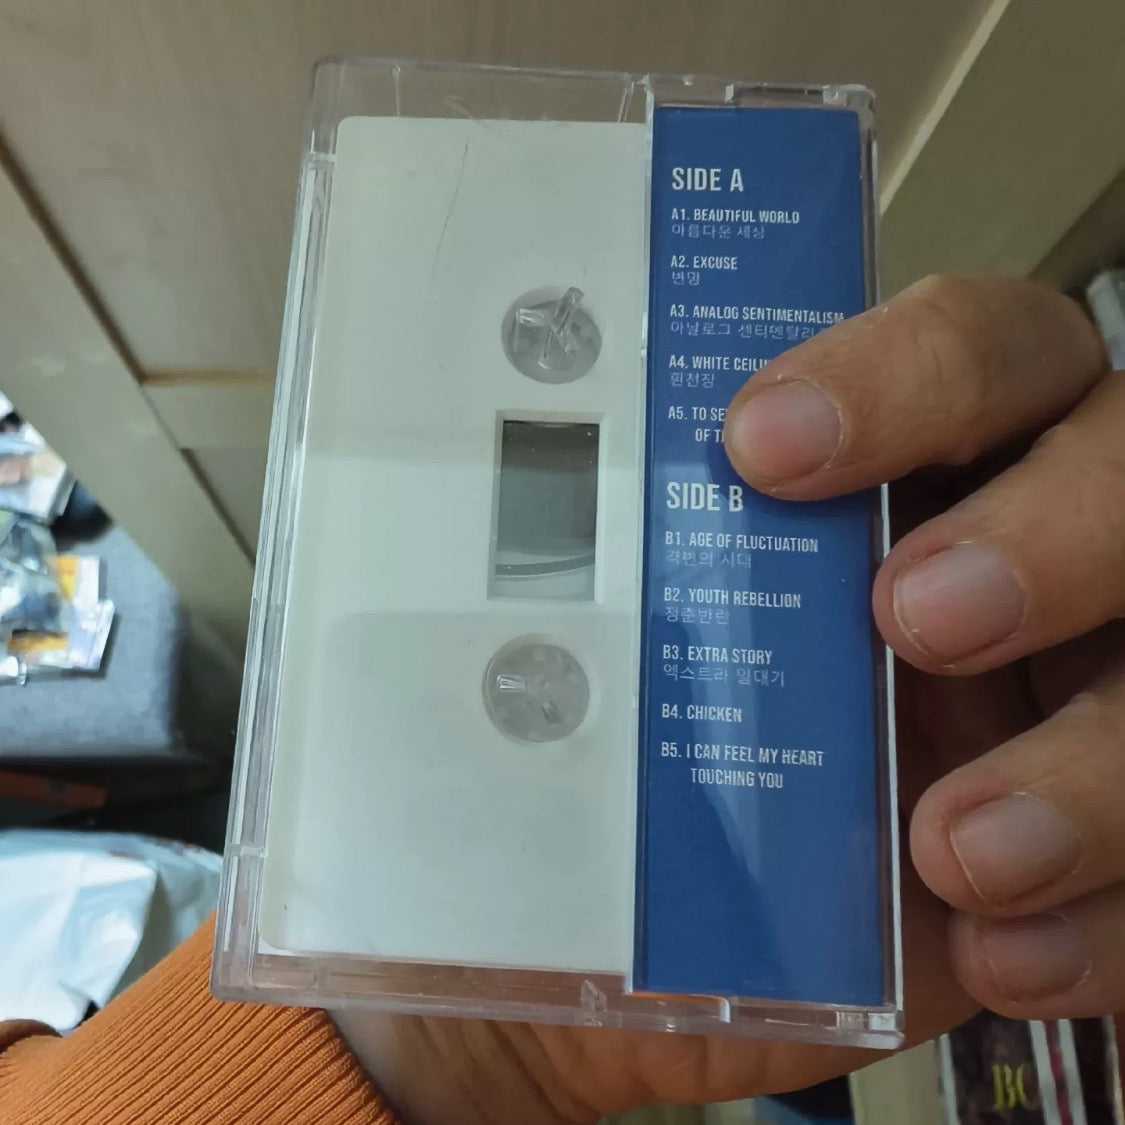 SIDE A
A1. BEAUTIFUL WORLD
아름다운 세상
A2. EXCUSE
변명
A3. ANALOG SENTIMENTALISM
아날로그 센티멘탈리
A4. WHITE
흰천장
A5. TO
OF
SIDE B
B1. AGE OF FLUCTUATION
격변의 시대
B2. YOUTH REBELLION
청춘반란
B3. EXTRA STORY
엑스트라 일대기
B4. CHICKEN
B5. I CAN FEEL MY HEART
TOUCHING YOU
BC